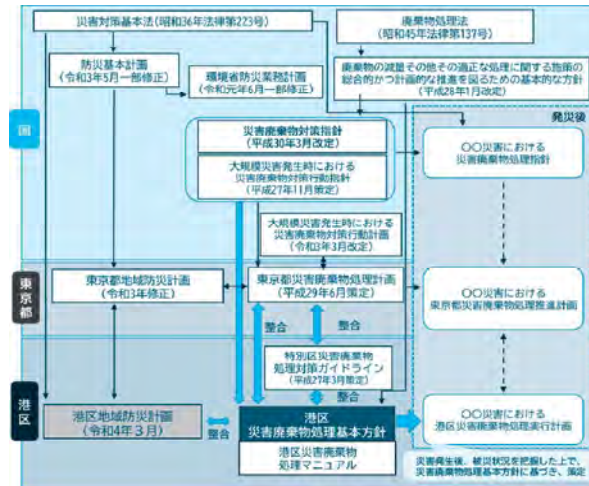 災害対策基本法（昭和36年法律第223号）
廃棄物処理法
（昭和45年法律第137号）
防災基本計画
（令和3年5月一部修正）
環境省防災業務計画
（令和元年6月一部修正）
廃棄物の減量その他その適正な処理に関する施策の
総合的かつ計画的な推進を図るための基本的な方針
（平成28年1月改定）
発災後
国
災害廃棄物対策指針
（平成30年3月改定）
大規模災害発生時における
災害廃棄物対策行動指針
（平成27年11月策定）
〇〇災害における
災害廃棄物処理指針
大規模災害発生時における
災害廃棄物対策行動計画
（令和3年3月改定）
東京都
東京都地域防災計画
（令和3年修正）
東京都災害廃棄物処理計画
（平成29年6月策定）
〇〇災害における
東京都災害廃棄物処理推進計画
整合
整合
特別区災害廃棄物
処理対策ガイドライン
（平成27年3月策定）
整合
港区
港区地域防災計画
（令和4年３月）
整合
港区
災害廃棄物処理基本方針
港区災害廃棄物
処理マニュアル
〇〇災害における
港区災害廃棄物処理実行計画
災害発生後、被災状況を把握した上で、
災害廃棄物処理基本方針に基づき、策定